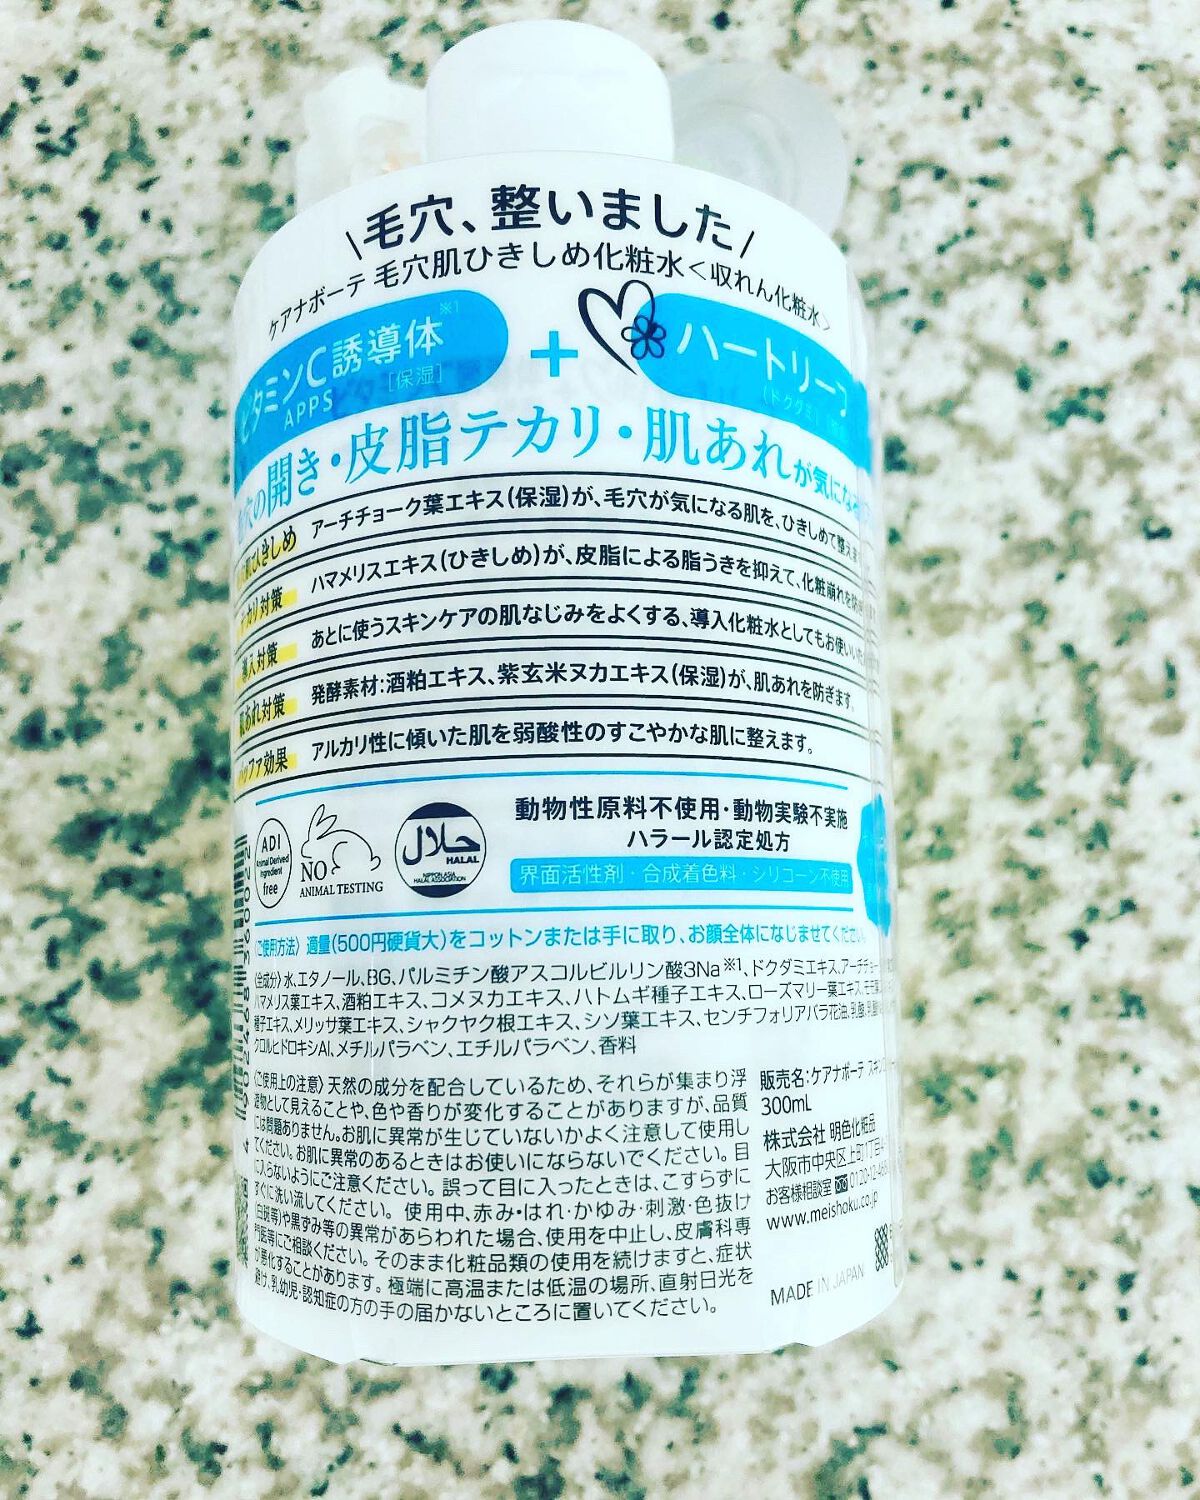 \毛穴、整いました/
ケアナボーテ 毛穴肌ひきしめ化粧水<収れん化粧水>
ビタミンC誘導体※1
APPS [保湿]
+
ハートリーフ
の開き・皮脂テカリ・肌あれが気になる
ひきしめ アーチチョーク葉エキス(保湿)が、毛穴が気になる肌を、ひきしめて整えま
テカリ対策 ハマメリスエキス(ひきしめ)が、皮脂による脂うきを抑えて、化粧崩れを防
導入対策 あとに使うスキンケアの肌なじみをよくする、導入化粧水としてもお使いいた
肌あれ対策 発酵素材:酒粕エキス、紫玄米ヌカエキス(保湿)が、肌あれを防ぎます。
効果 アルカリ性に傾いた肌を弱酸性のすこやかな肌に整えます。
ADI
Animal Derived
Ingredient
free
NO
ANIMAL TESTING
حلال
HALAL
NIPPON ASIA
HALAL ASSOCIATION
動物性原料不使用・動物実験不実施
ハラール認定処方
界面活性剤・合成着色料・シリコーン不使用
〈ご使用方法〉 適量(500円硬貨大)をコットンまたは手に取り、お顔全体になじませてください。
〈全成分〉水、エタノール、BG、パルミチン酸アスコルビルリン酸3Na※1、ドクダミエキス、アーチチョー
ハマメリス葉エキス、酒粕エキス、コメヌカエキス、ハトムギ種子エキス、ローズマリー葉エキス、モモ葉
種子エキス、メリッサ葉エキス、シャクヤク根エキス、シソ葉エキス、センチフォリアバラ花油、乳酸、乳酸
クロルヒドロキシAl、メチルパラベン、エチルパラベン、香料
〈ご使用上の注意〉天然の成分を配合しているため、それらが集まり浮
遊物として見えることや、色や香りが変化することがありますが、品質
には問題ありません。お肌に異常が生じていないかよく注意して使用し
てください。お肌に異常のあるときはお使いにならないでください。目
に入らないようにご注意ください。誤って目に入ったときは、こすらずに
すぐに洗い流してください。 使用中、赤み・はれ・かゆみ・刺激・色抜け
(白斑等)や黒ずみ等の異常があらわれた場合、使用を中止し、皮膚科専
門医等にご相談ください。そのまま化粧品類の使用を続けますと、症状
が悪化することがあります。極端に高温または低温の場所、直射日光を
避け、乳幼児・認知症の方の手の届かないところに置いてください。
販売名:ケアナボーテ スキン
300mL
株式会社 明色化粧品
大阪市中央区上町1丁目4
お客様相談室 0120-12-468
www.meishoku.co.jp
MADE IN JAPAN